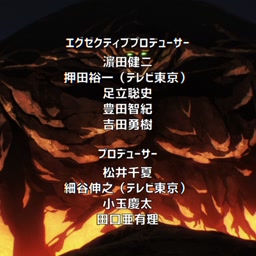 エグゼクティブプロデューサー
濵田健二
押田裕一（テレビ東京）
足立聡史
豊田智紀
吉田勇樹
プロデューサー
松井千夏
細谷伸之（テレビ東京）
小玉慶太
田口亜有理